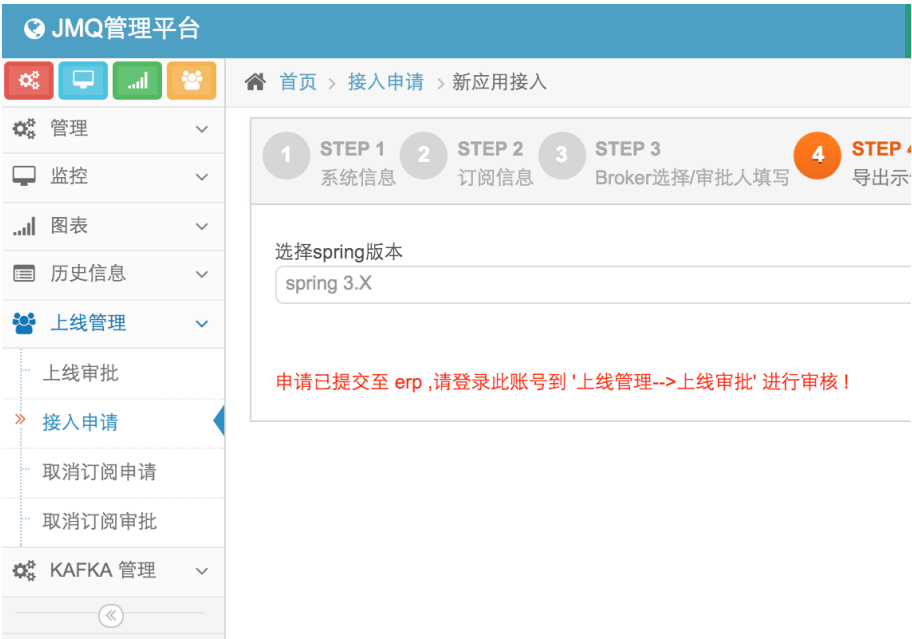 JMQ管理平台
首页 > 接入申请 > 新应用接入
管理
监控
图表
历史信息
上线管理
上线审批
接入申请
取消订阅申请
取消订阅审批
KAFKA 管理
1 STEP 1
系统信息
2 STEP 2
订阅信息
3 STEP 3
Broker选择/审批人填写
4 STEP 4
导出示
选择spring版本
spring 3.X
申请已提交至 erp ,请登录此账号到 '上线管理-->上线审批' 进行审核！